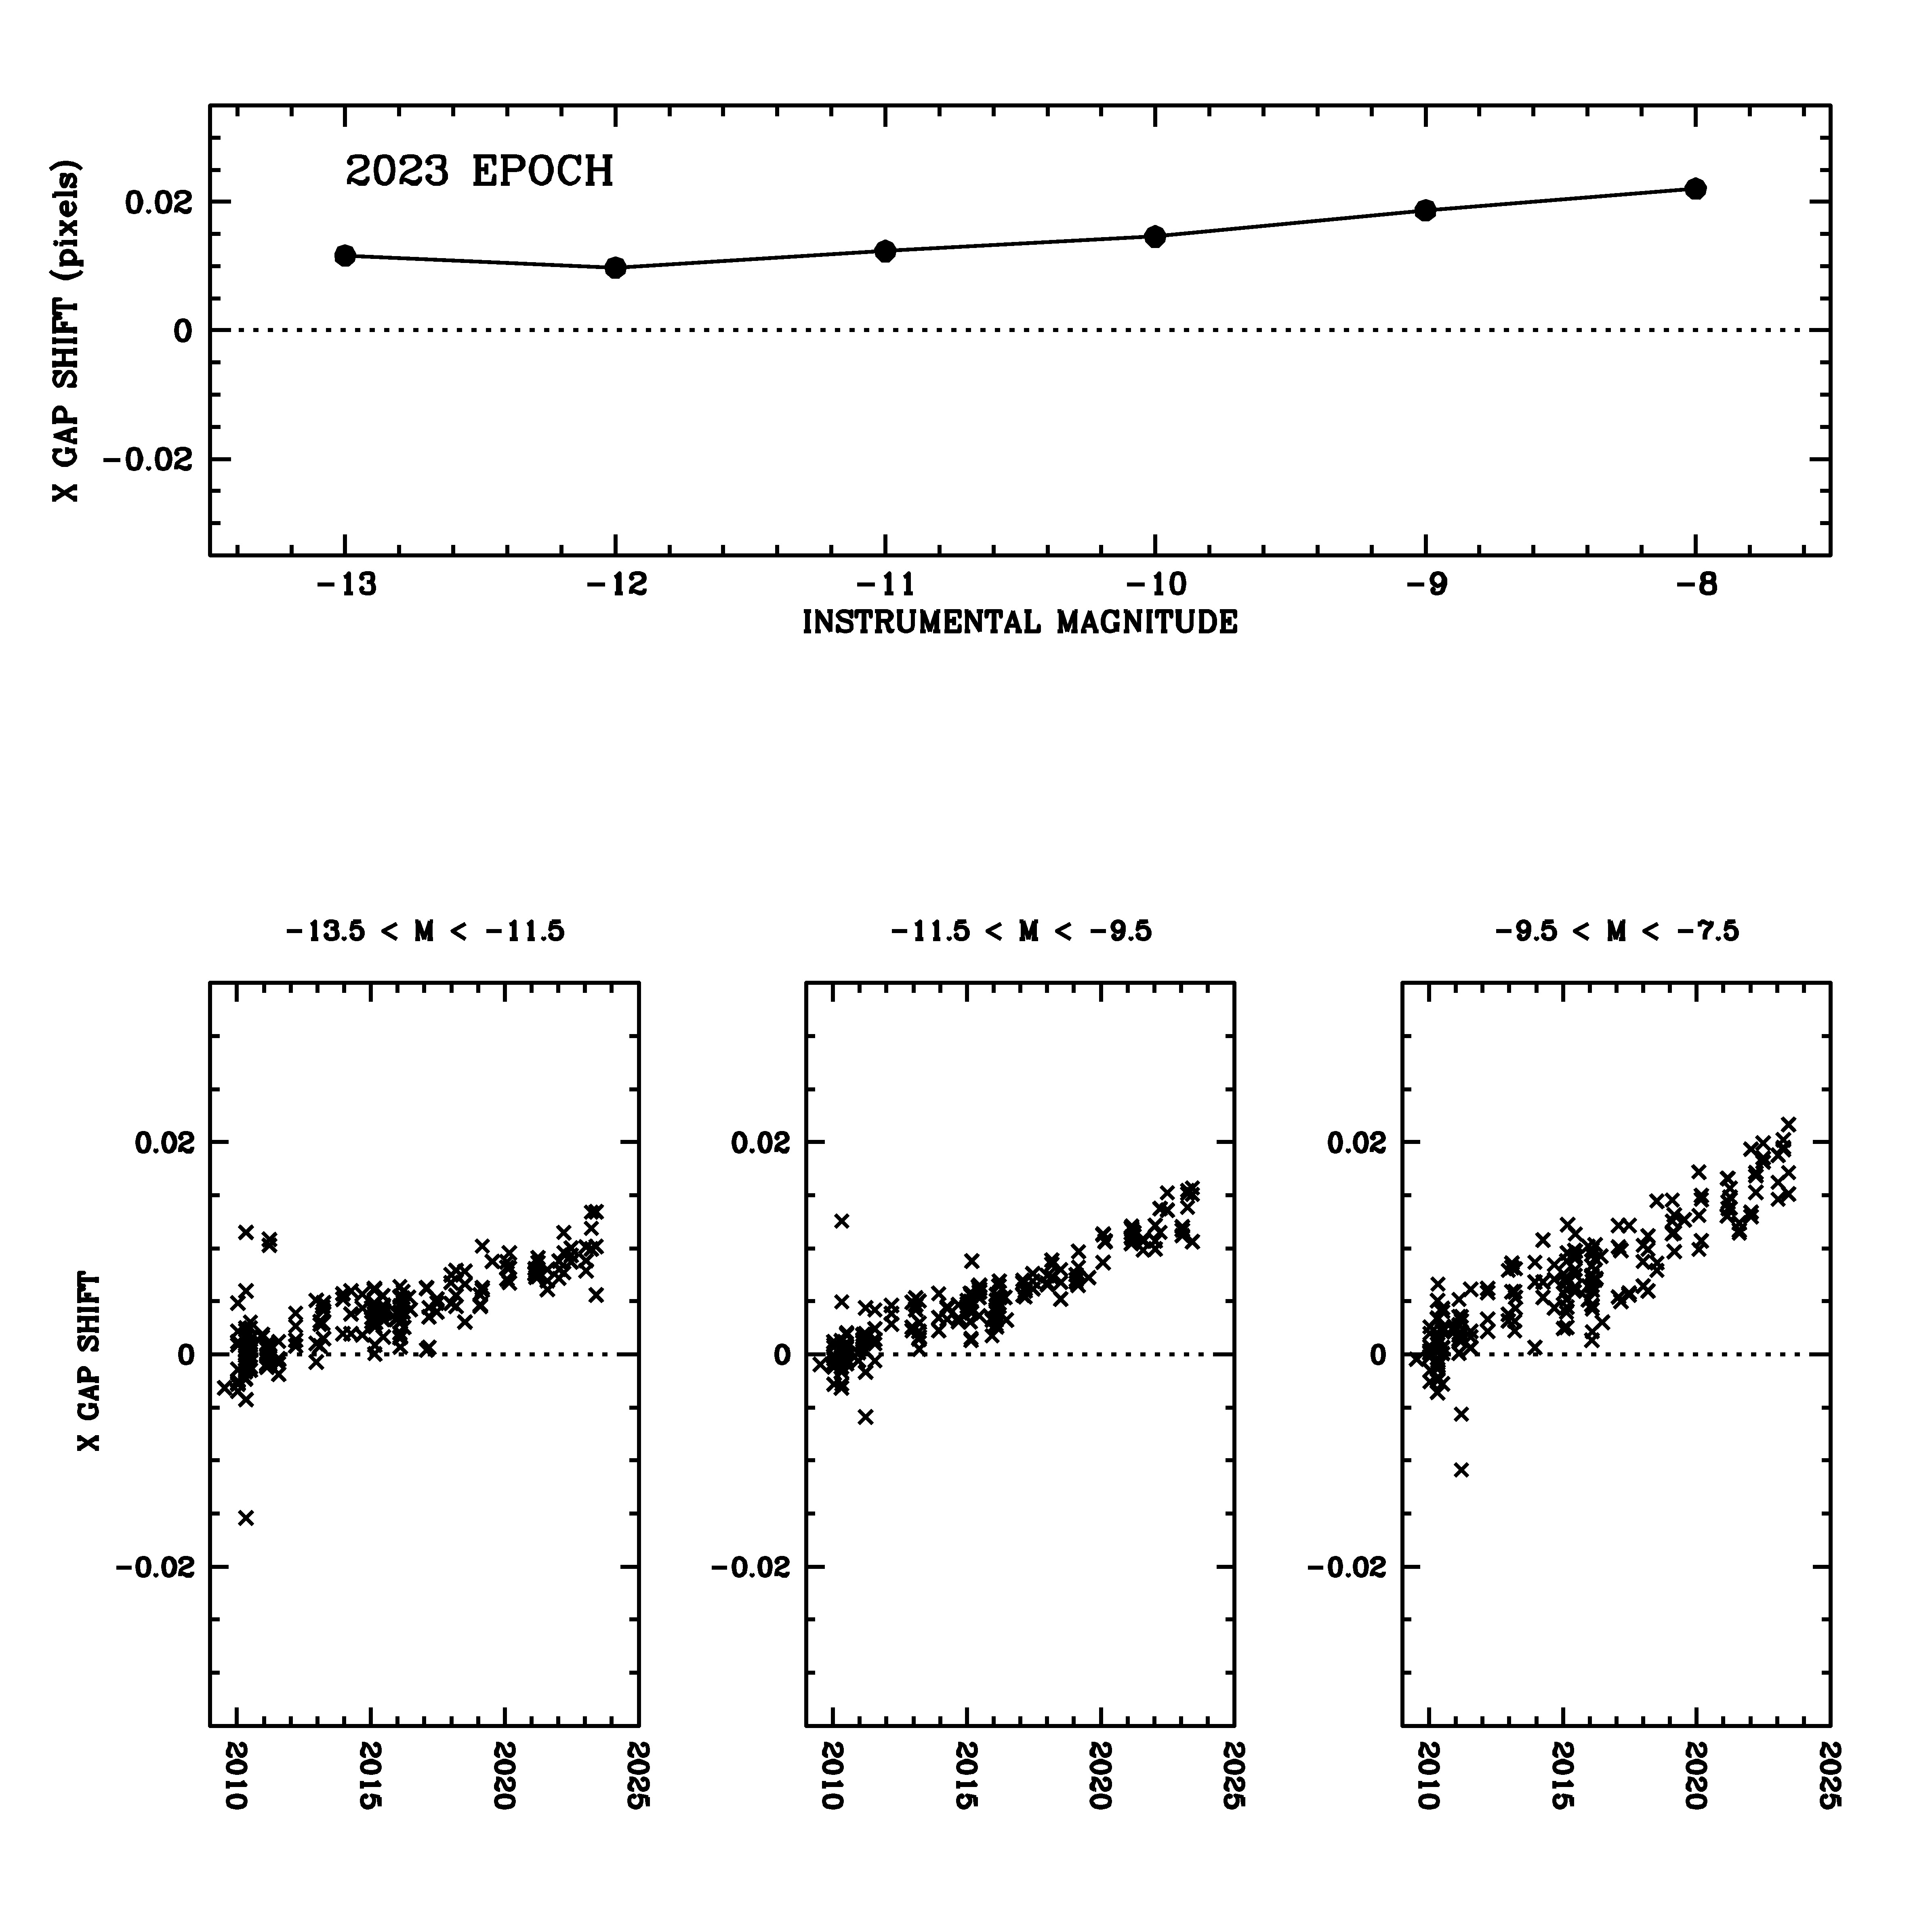 2023 EPOCH
X GAP SHIFT (pixels)
0.02
0
-0.02
-13 -12 -11 -10 -9 -8
INSTRUMENTAL MAGNITUDE
-13.5 < M < -11.5
-11.5 < M < -9.5
-9.5 < M < -7.5
X GAP SHIFT
0.02
0
-0.02
2010 2015 2020 2025
0.02
0
-0.02
2010 2015 2020 2025
0.02
0
-0.02
2010 2015 2020 2025